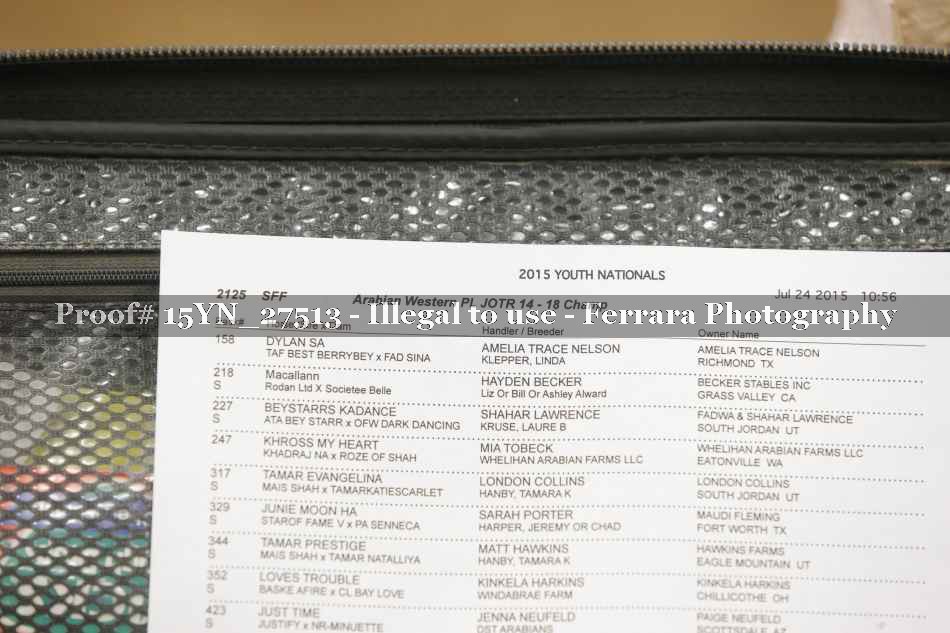 2015 YOUTH NATIONALS
2125 SFF Arabian Western Pl. JOTR 14 - 18 Champ Jul 24 2015 10:56
Proof# 15YN_27513 - Illegal to use - Ferrara Photography
Handler / Breeder Owner Name
158 DYLAN SA AMELIA TRACE NELSON AMELIA TRACE NELSON
TAF BEST BERRYBEY x FAD SINA KLEPPER, LINDA RICHMOND TX
218 Macallann HAYDEN BECKER BECKER STABLES INC
S Rodan Ltd X Societee Belle Liz Or Bill Or Ashley Alward GRASS VALLEY CA
227 BEYSTARRS KADANCE SHAHAR LAWRENCE FADWA & SHAHAR LAWRENCE
S ATA BEY STARR x OFW DARK DANCING KRUSE, LAURE B SOUTH JORDAN UT
247 KHROSS MY HEART MIA TOBECK WHELIHAN ARABIAN FARMS LLC
KHADRAJ NA x ROZE OF SHAH WHELIHAN ARABIAN FARMS LLC EATONVILLE WA
317 TAMAR EVANGELINA LONDON COLLINS LONDON COLLINS
S MAIS SHAH x TAMARKATIESCARLET HANBY, TAMARA K SOUTH JORDAN UT
329 JUNIE MOON HA SARAH PORTER MAUDI FLEMING
S STAROF FAME V x PA SENNECA HARPER, JEREMY OR CHAD FORT WORTH TX
344 TAMAR PRESTIGE MATT HAWKINS HAWKINS FARMS
S MAIS SHAH x TAMAR NATALLIYA HANBY, TAMARA K EAGLE MOUNTAIN UT
352 LOVES TROUBLE KINKELA HARKINS KINKELA HARKINS
S BASKE AFIRE x CL BAY LOVE WINDABRAE FARM CHILLICOTHE OH
423 JUST TIME JENNA NEUFELD PAIGE NEUFELD
S JUSTIFY x NR-MINUETTE DST ARABIANS SCOTTSDALE AZ